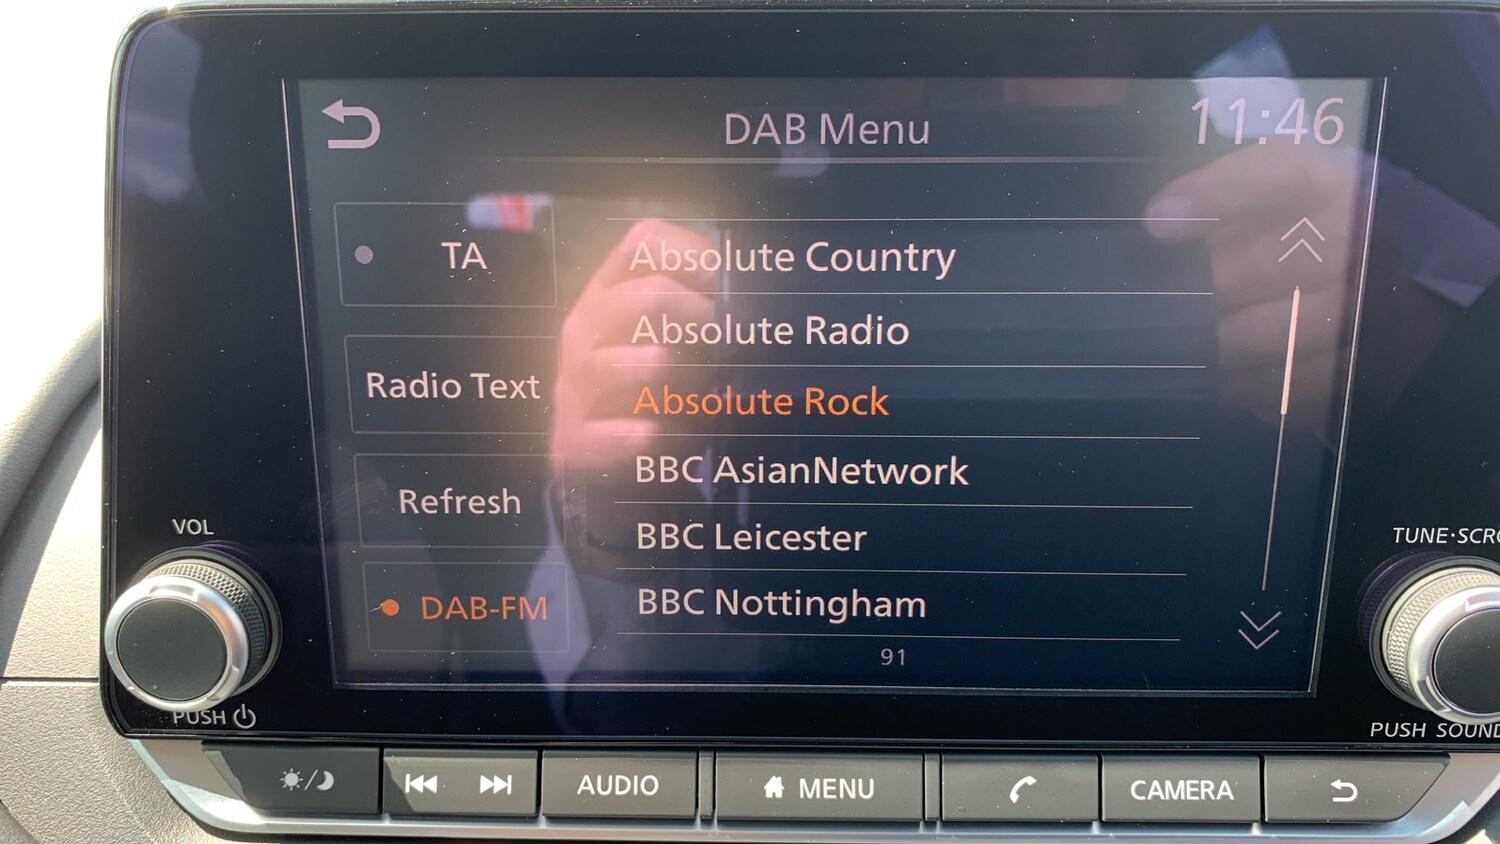 DAB Menu
11:46
TA
Radio Text
Refresh
DAB-FM
Absolute Country
Absolute Radio
Absolute Rock
BBC AsianNetwork
BBC Leicester
BBC Nottingham
91
VOL
PUSH
TUNE·SCRO
PUSH SOUND
AUDIO
MENU
CAMERA